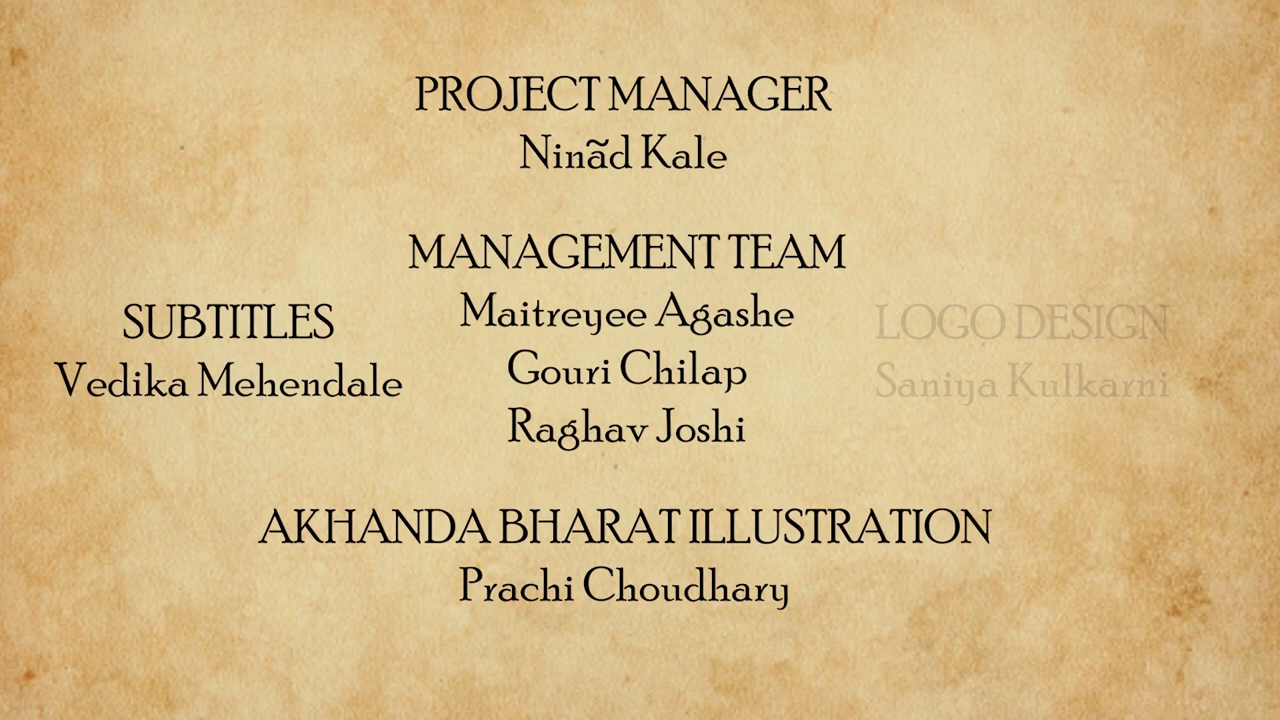 PROJECT MANAGER
Ninãd Kale
MANAGEMENT TEAM
Maitreyee Agashe
Gouri Chilap
Raghav Joshi
SUBTITLES
Vedika Mehendale
LOGO DESIGN
Saniya Kulkarni
AKHANDA BHARAT ILLUSTRATION
Prachi Choudhary